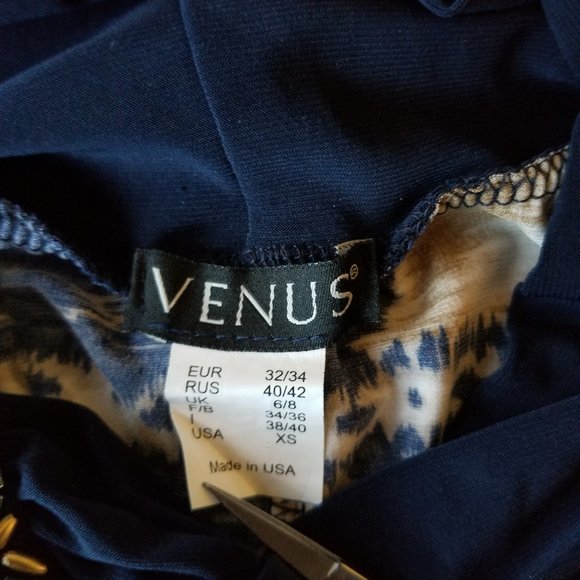 VENUS®
EUR 32/34
RUS 40/42
UK 6/8
F/B 34/36
I 38/40
USA XS
Made in USA